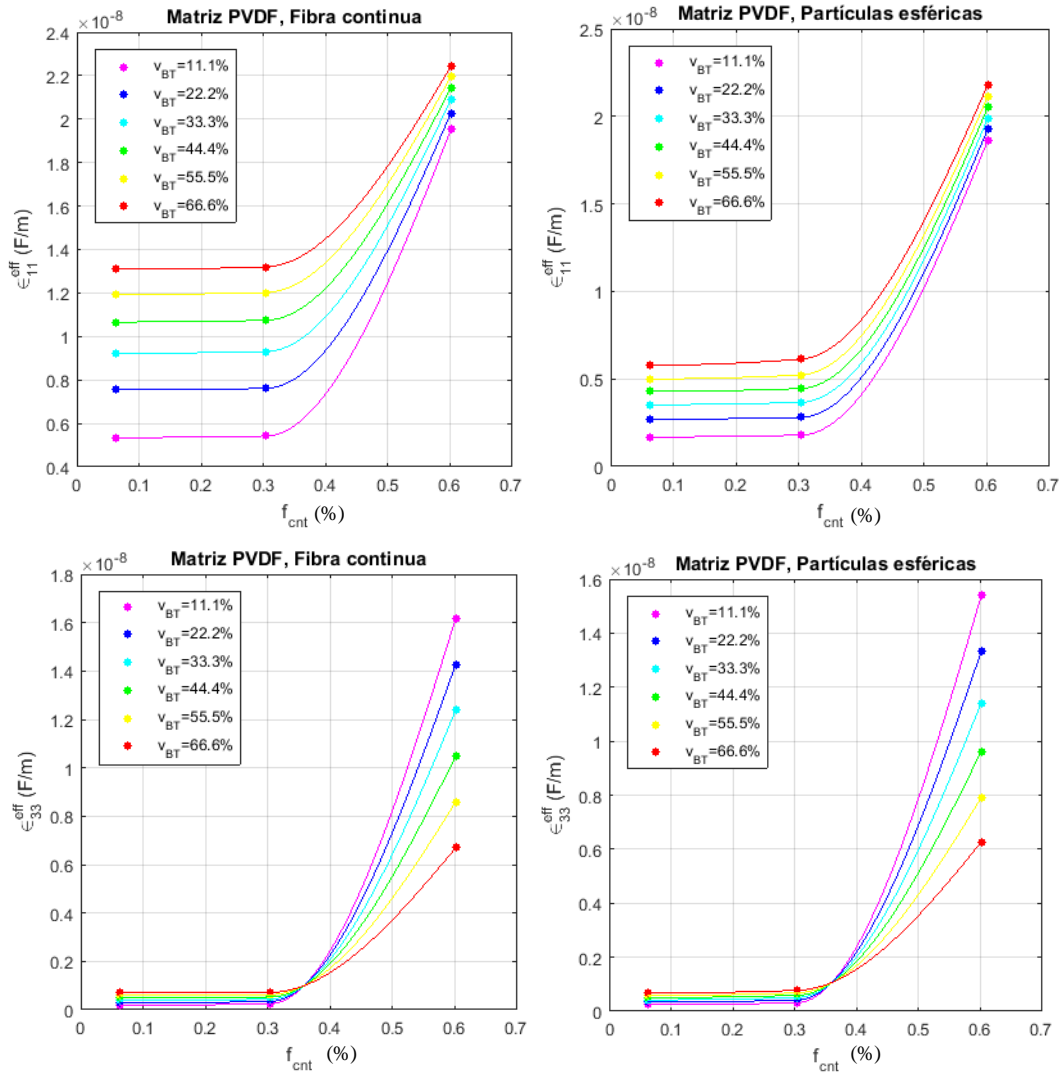 Matriz PVDF, Fibra continua
×10⁻⁸
2.4
2.2
2
1.8
1.6
1.4
1.2
1
0.8
0.6
0.4
ϵ₁₁ᵉᶠᶠ (F/m)
v_BT=11.1%
v_BT=22.2%
v_BT=33.3%
v_BT=44.4%
v_BT=55.5%
v_BT=66.6%
0 0.1 0.2 0.3 0.4 0.5 0.6 0.7
f_cnt (%)
Matriz PVDF, Partículas esféricas
×10⁻⁸
2.5
2
1.5
1
0.5
0
ϵ₁₁ᵉᶠᶠ (F/m)
v_BT=11.1%
v_BT=22.2%
v_BT=33.3%
v_BT=44.4%
v_BT=55.5%
v_BT=66.6%
0 0.1 0.2 0.3 0.4 0.5 0.6 0.7
f_cnt (%)
Matriz PVDF, Fibra continua
×10⁻⁸
1.8
1.6
1.4
1.2
1
0.8
0.6
0.4
0.2
0
ϵ₃₃ᵉᶠᶠ (F/m)
v_BT=11.1%
v_BT=22.2%
v_BT=33.3%
v_BT=44.4%
v_BT=55.5%
v_BT=66.6%
0 0.1 0.2 0.3 0.4 0.5 0.6 0.7
f_cnt (%)
Matriz PVDF, Partículas esféricas
×10⁻⁸
1.6
1.4
1.2
1
0.8
0.6
0.4
0.2
0
ϵ₃₃ᵉᶠᶠ (F/m)
v_BT=11.1%
v_BT=22.2%
v_BT=33.3%
v_BT=44.4%
v_BT=55.5%
v_BT=66.6%
0 0.1 0.2 0.3 0.4 0.5 0.6 0.7
f_cnt (%)